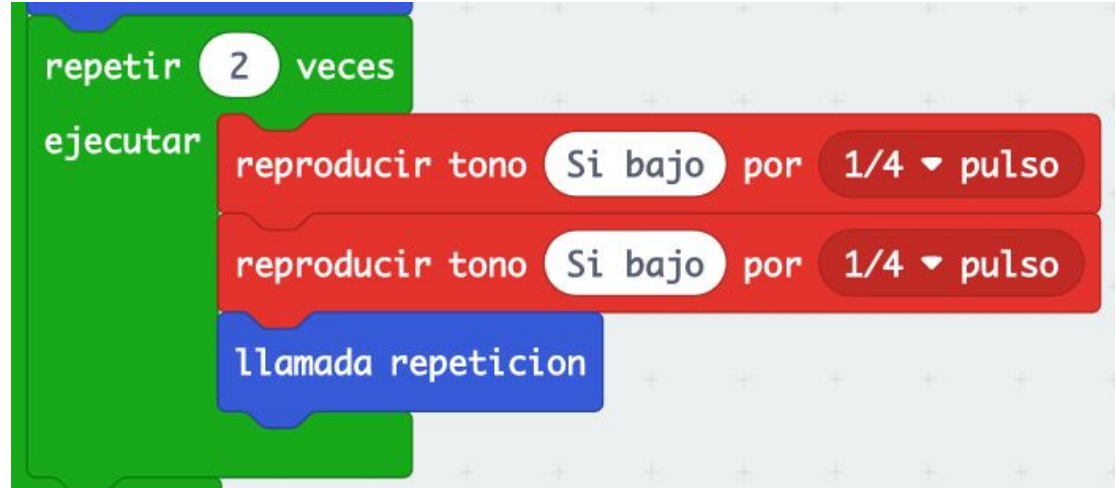 repetir 2 veces
ejecutar
reproducir tono Si bajo por 1/4 pulso
reproducir tono Si bajo por 1/4 pulso
llamada repeticion